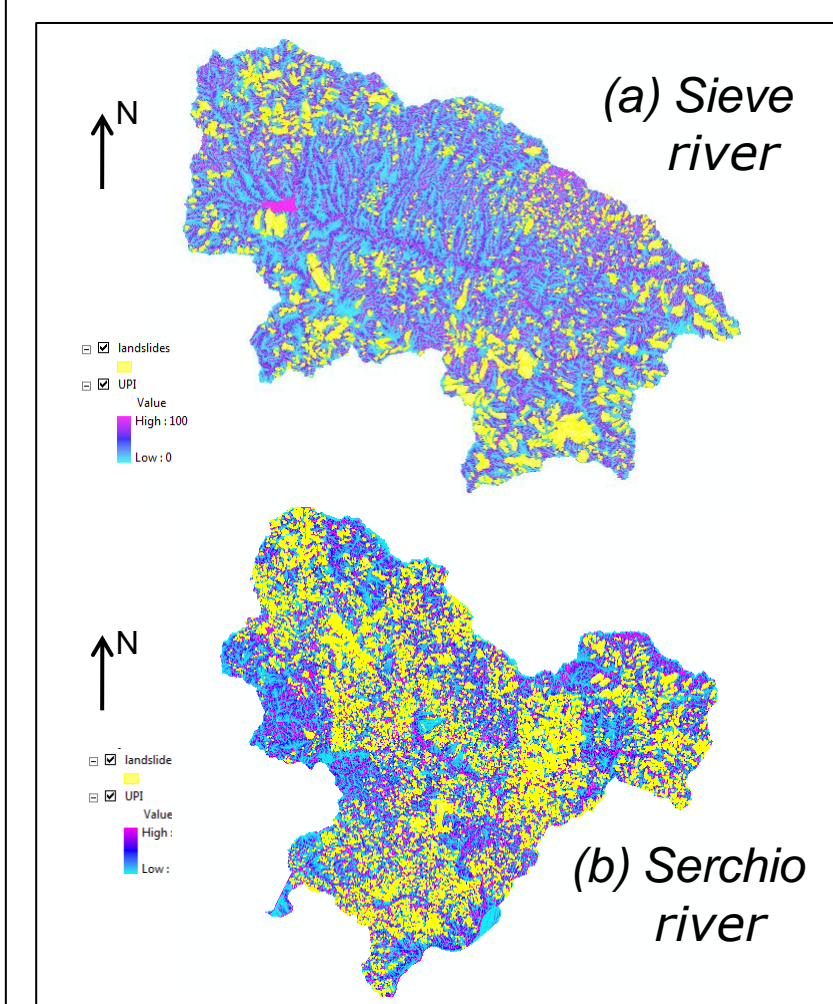 (a) Sieve
river
N
landslides
UPI
Value
High : 100
Low : 0
N
landslide
UPI
Value
High :
Low :
(b) Serchio
river